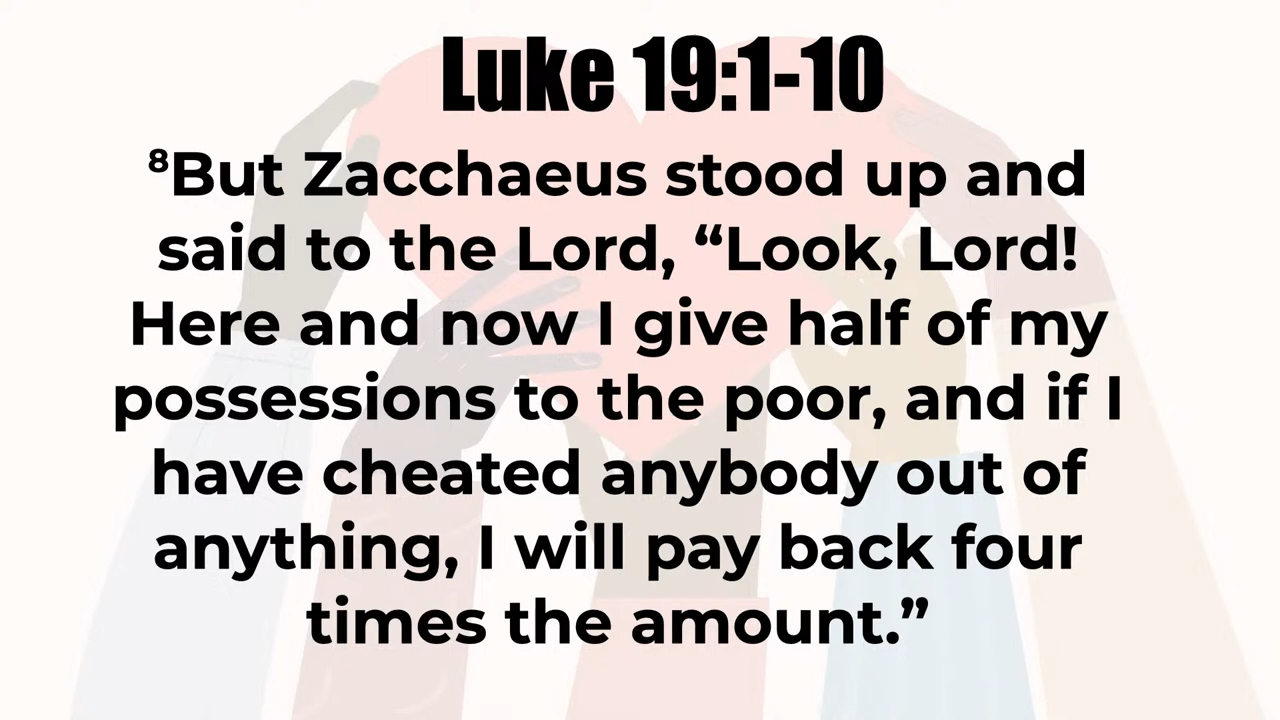 Luke 19:1-10
⁸But Zacchaeus stood up and
said to the Lord, “Look, Lord!
Here and now I give half of my
possessions to the poor, and if I
have cheated anybody out of
anything, I will pay back four
times the amount.”